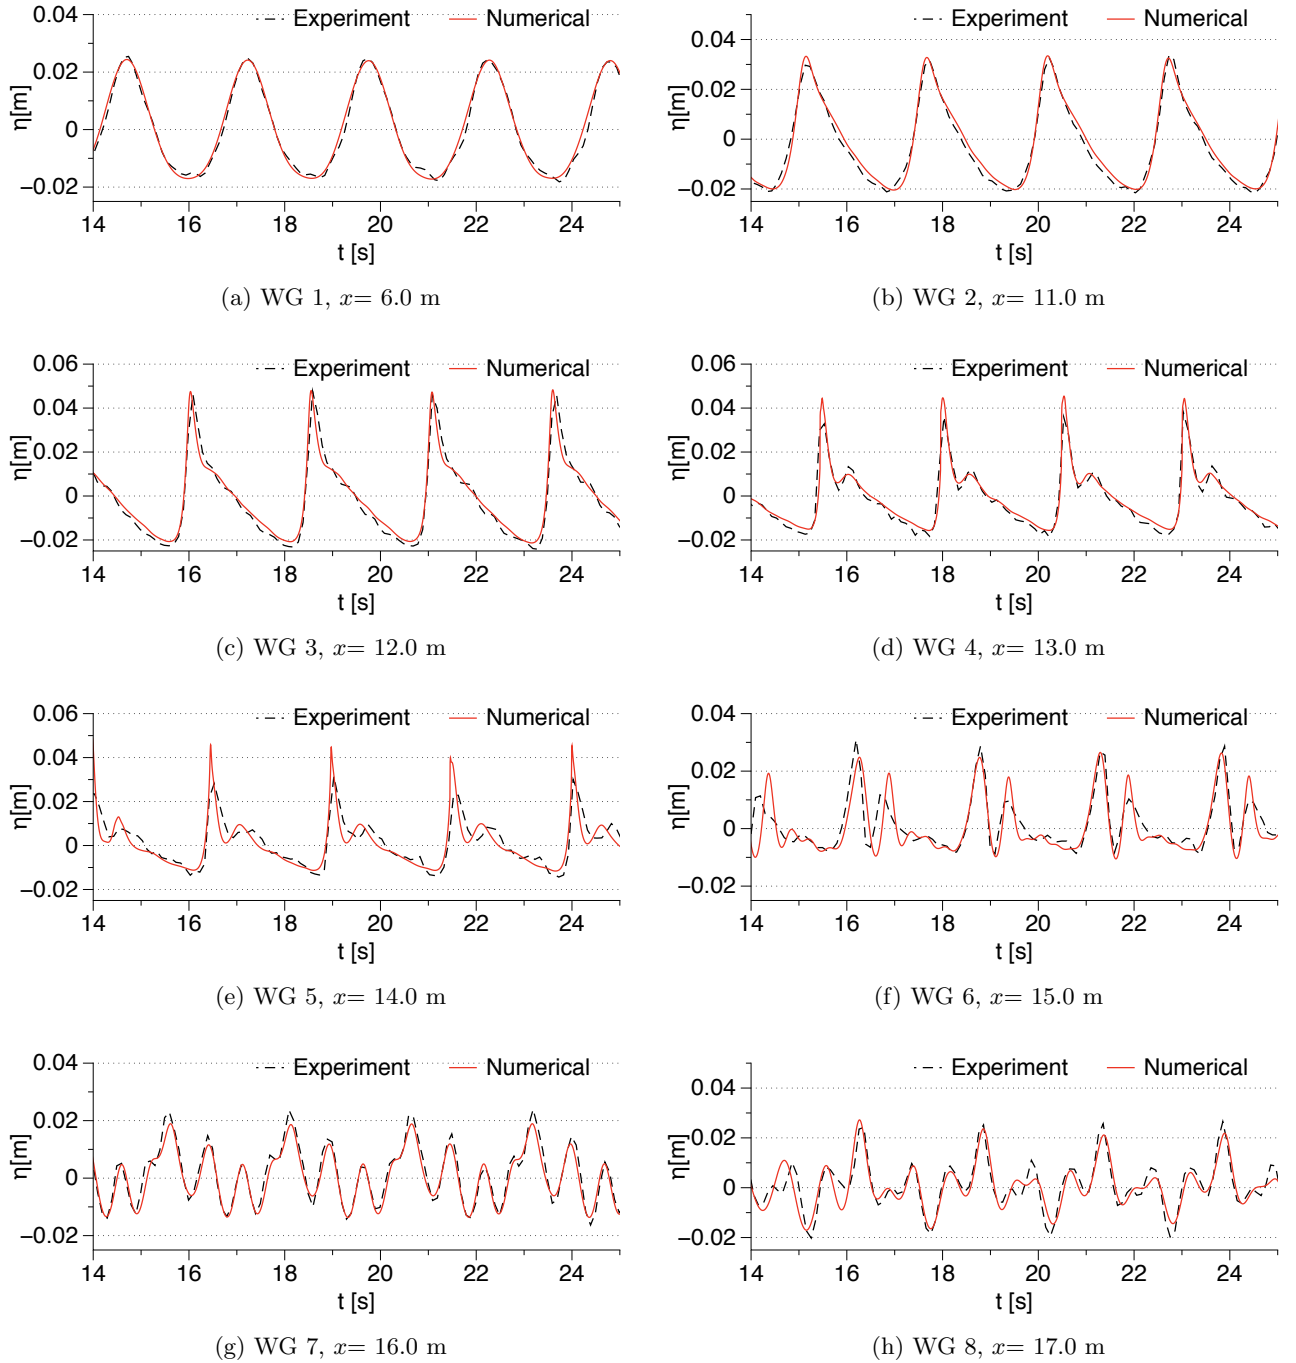 Experiment Numerical
0.04
0.02
0
−0.02
η[m]
14 16 18 20 22 24
t [s]
(a) WG 1, x= 6.0 m
Experiment Numerical
0.04
0.02
0
−0.02
η[m]
14 16 18 20 22 24
t [s]
(b) WG 2, x= 11.0 m
Experiment Numerical
0.06
0.04
0.02
0
−0.02
η[m]
14 16 18 20 22 24
t [s]
(c) WG 3, x= 12.0 m
Experiment Numerical
0.06
0.04
0.02
0
−0.02
η[m]
14 16 18 20 22 24
t [s]
(d) WG 4, x= 13.0 m
Experiment Numerical
0.06
0.04
0.02
0
−0.02
η[m]
14 16 18 20 22 24
t [s]
(e) WG 5, x= 14.0 m
Experiment Numerical
0.04
0.02
0
−0.02
η[m]
14 16 18 20 22 24
t [s]
(f) WG 6, x= 15.0 m
Experiment Numerical
0.04
0.02
0
−0.02
η[m]
14 16 18 20 22 24
t [s]
(g) WG 7, x= 16.0 m
Experiment Numerical
0.04
0.02
0
−0.02
η[m]
14 16 18 20 22 24
t [s]
(h) WG 8, x= 17.0 m